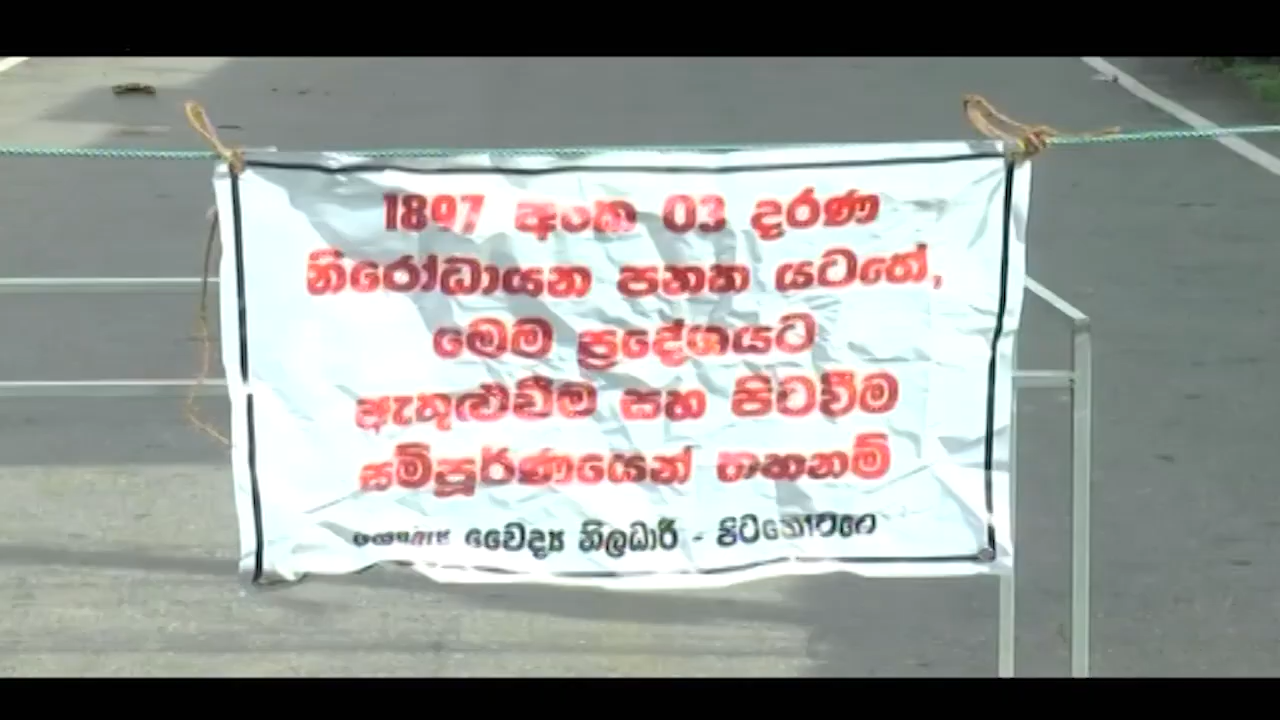 1897 අංක 03 දරණ
නිරෝධායන පනත යටතේ,
මෙම ප්‍රදේශයට
ඇතුළුවීම සහ පිටවීම
සම්පූර්ණයෙන් තහනම්
වෛද්‍ය නිලධාරී - පිටකෝට්ටේ